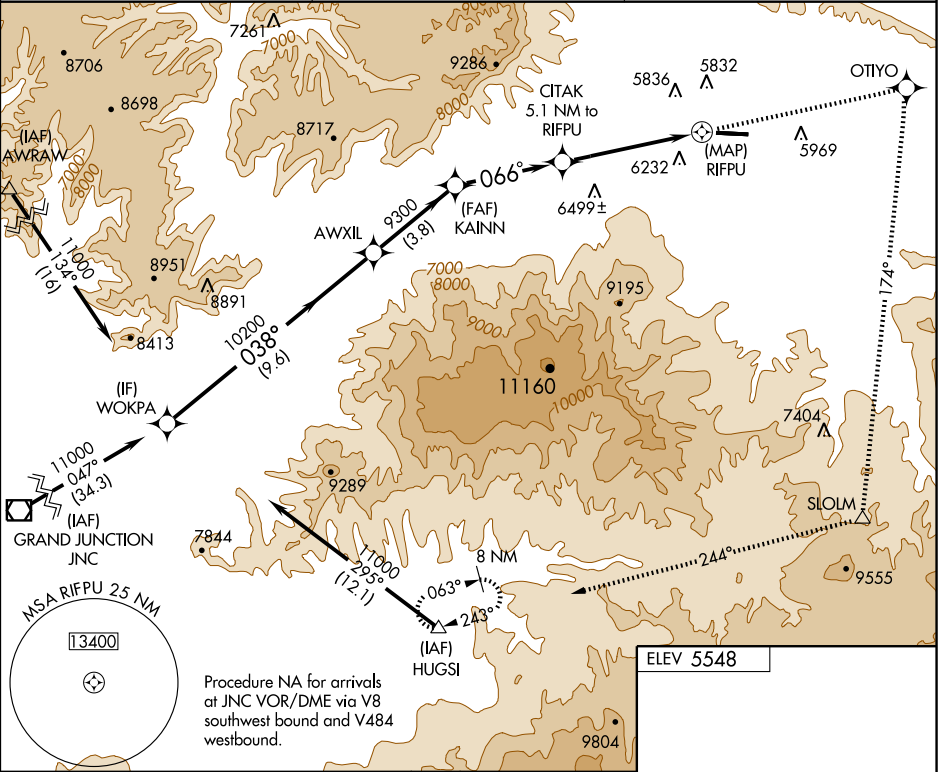 7261
7000
8706
9286
8698
8000
8717
CITAK
5.1 NM to
RIFPU
5836
5832
OTIYO
(IAF)
AWRAW
7000
8000
(MAP)
RIFPU
6232
5969
066°
6499±
(FAF)
KAINN
9300
(3.8)
AWXIL
11000
134°
(16)
8951
8891
8413
10200
038°
(9.6)
7000
8000
9000
9195
174°
11160
10000
(IF)
WOKPA
7404
11000
047°
(34.3)
9289
(IAF)
GRAND JUNCTION
JNC
7844
SLOLM
11000
295°
(12.1)
8 NM
063°
243°
244°
9555
(IAF)
HUGSI
MSA RIFPU 25 NM
13400
Procedure NA for arrivals
at JNC VOR/DME via V8
southwest bound and V484
westbound.
ELEV 5548
9804